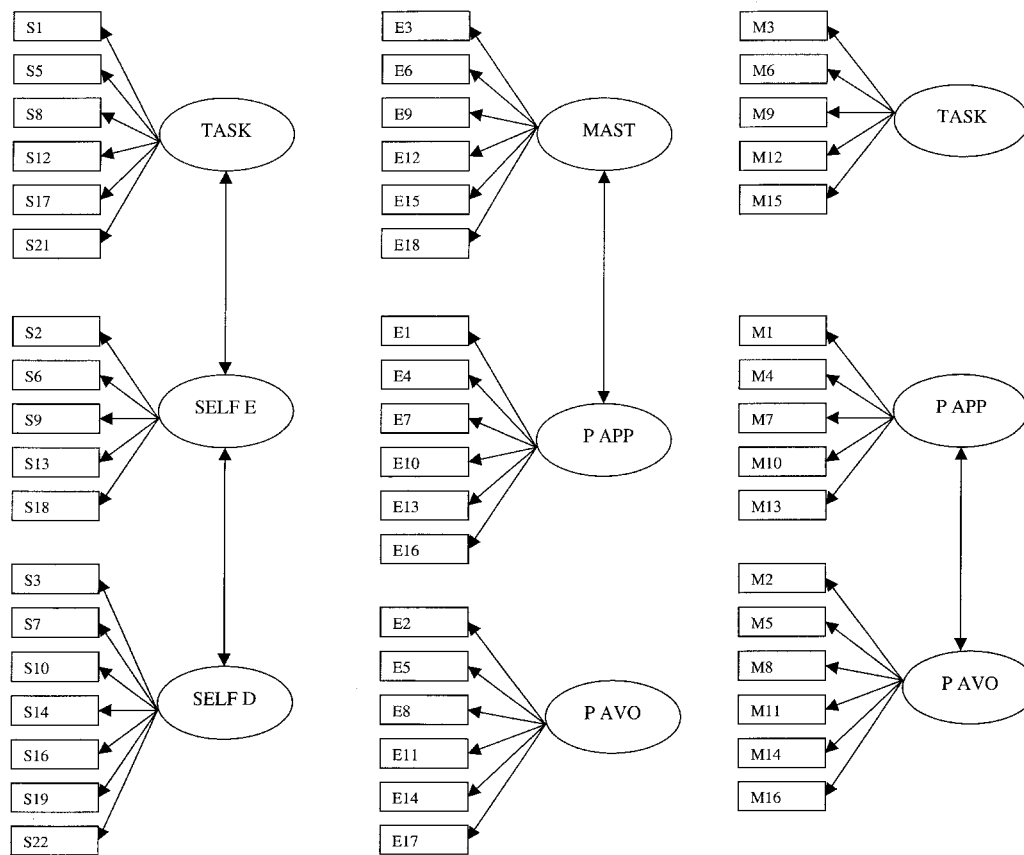 S1
S5
S8
S12
S17
S21
TASK
S2
S6
S9
S13
S18
SELF E
S3
S7
S10
S14
S16
S19
S22
SELF D
E3
E6
E9
E12
E15
E18
MAST
E1
E4
E7
E10
E13
E16
P APP
E2
E5
E8
E11
E14
E17
P AVO
M3
M6
M9
M12
M15
TASK
M1
M4
M7
M10
M13
P APP
M2
M5
M8
M11
M14
M16
P AVO